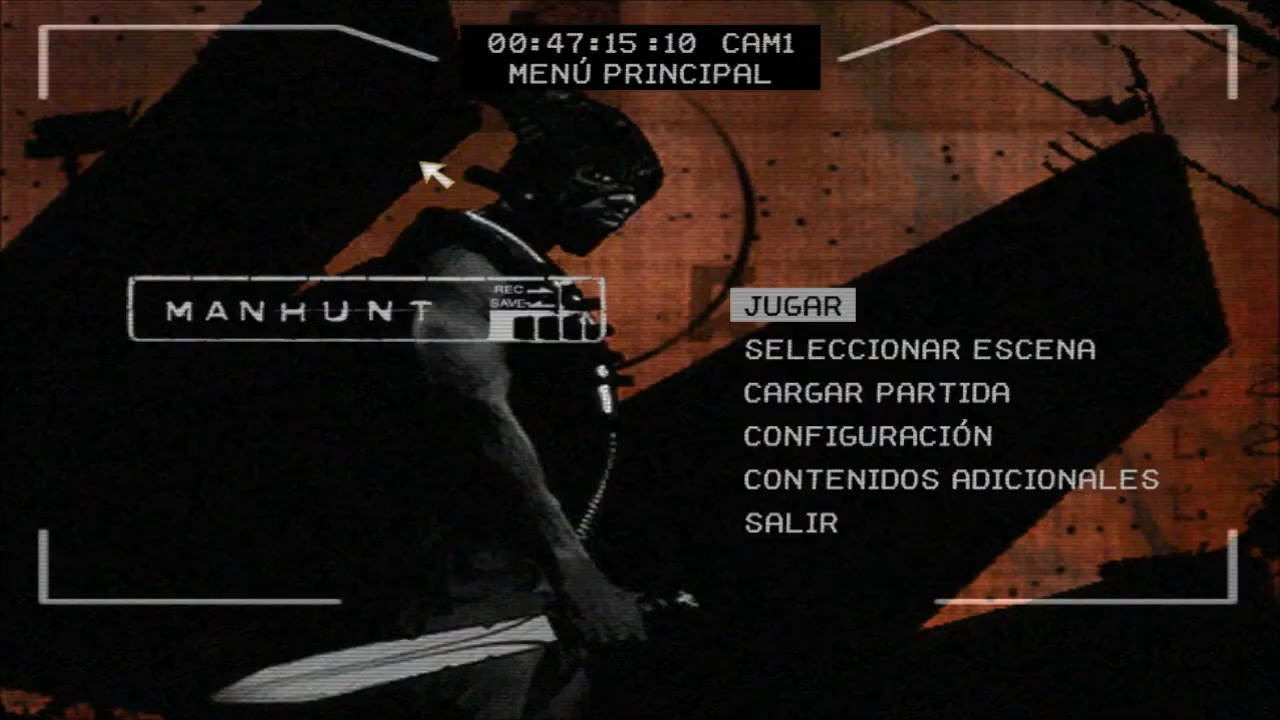 00:47:15:10 CAM1
MENÚ PRINCIPAL
MANHUNT
REC
SAVE
JUGAR
SELECCIONAR ESCENA
CARGAR PARTIDA
CONFIGURACIÓN
CONTENIDOS ADICIONALES
SALIR